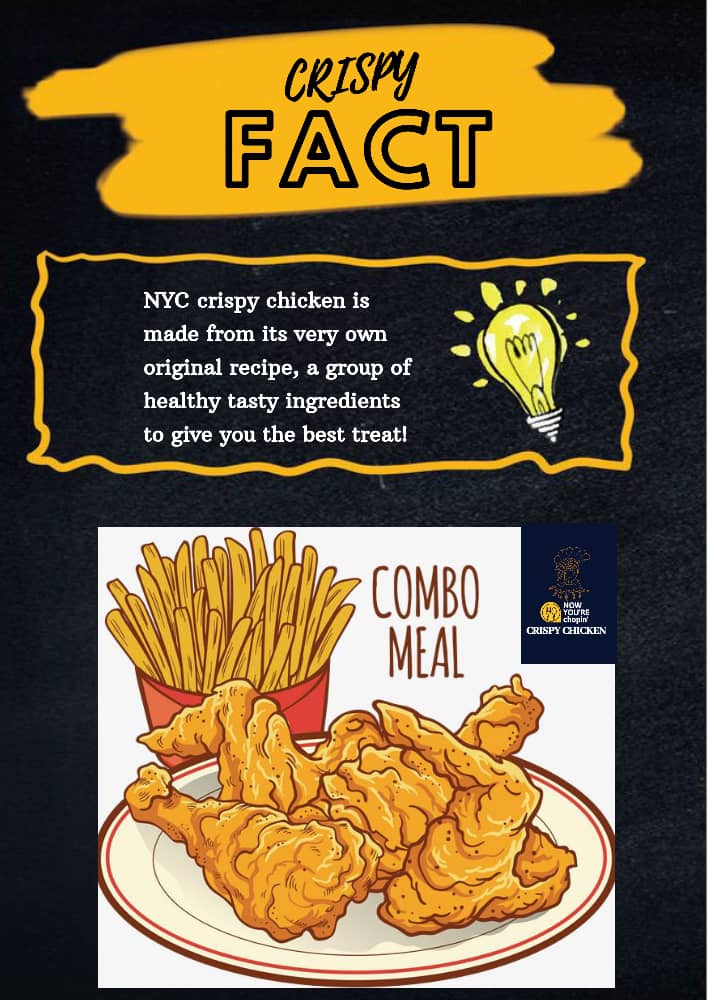 CRISPY
FACT
NYC crispy chicken is
made from its very own
original recipe, a group of
healthy tasty ingredients
to give you the best treat!
COMBO
MEAL
NOW
YOU'RE
chopin'
CRISPY CHICKEN